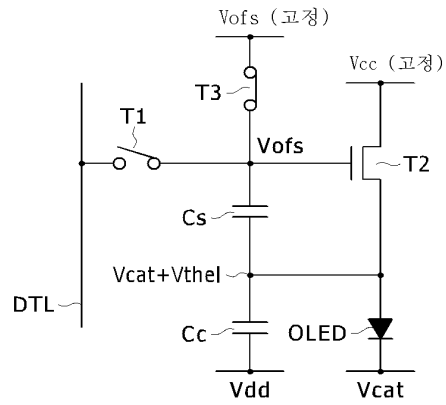 Vofs (고정)
Vcc (고정)
T3
T1
Vofs
T2
Cs
Vcat+Vthel
DTL
Cc
OLED
Vdd
Vcat